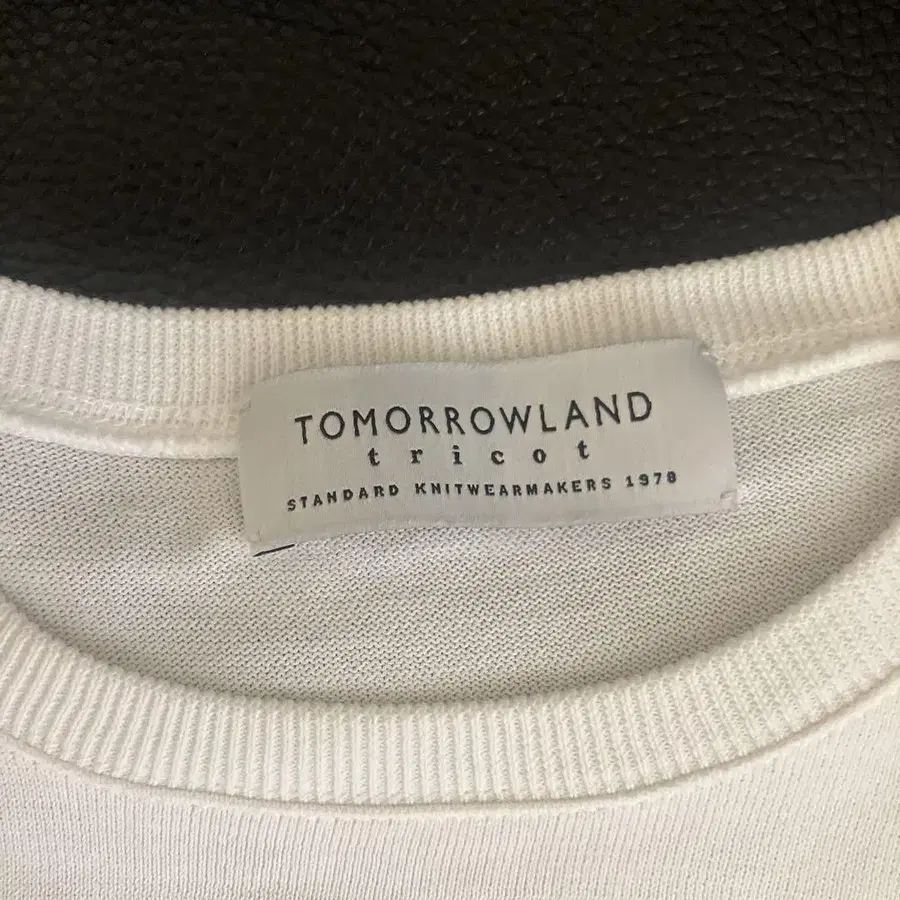 TOMORROWLAND
tricot
STANDARD KNITWEARMAKERS 1978